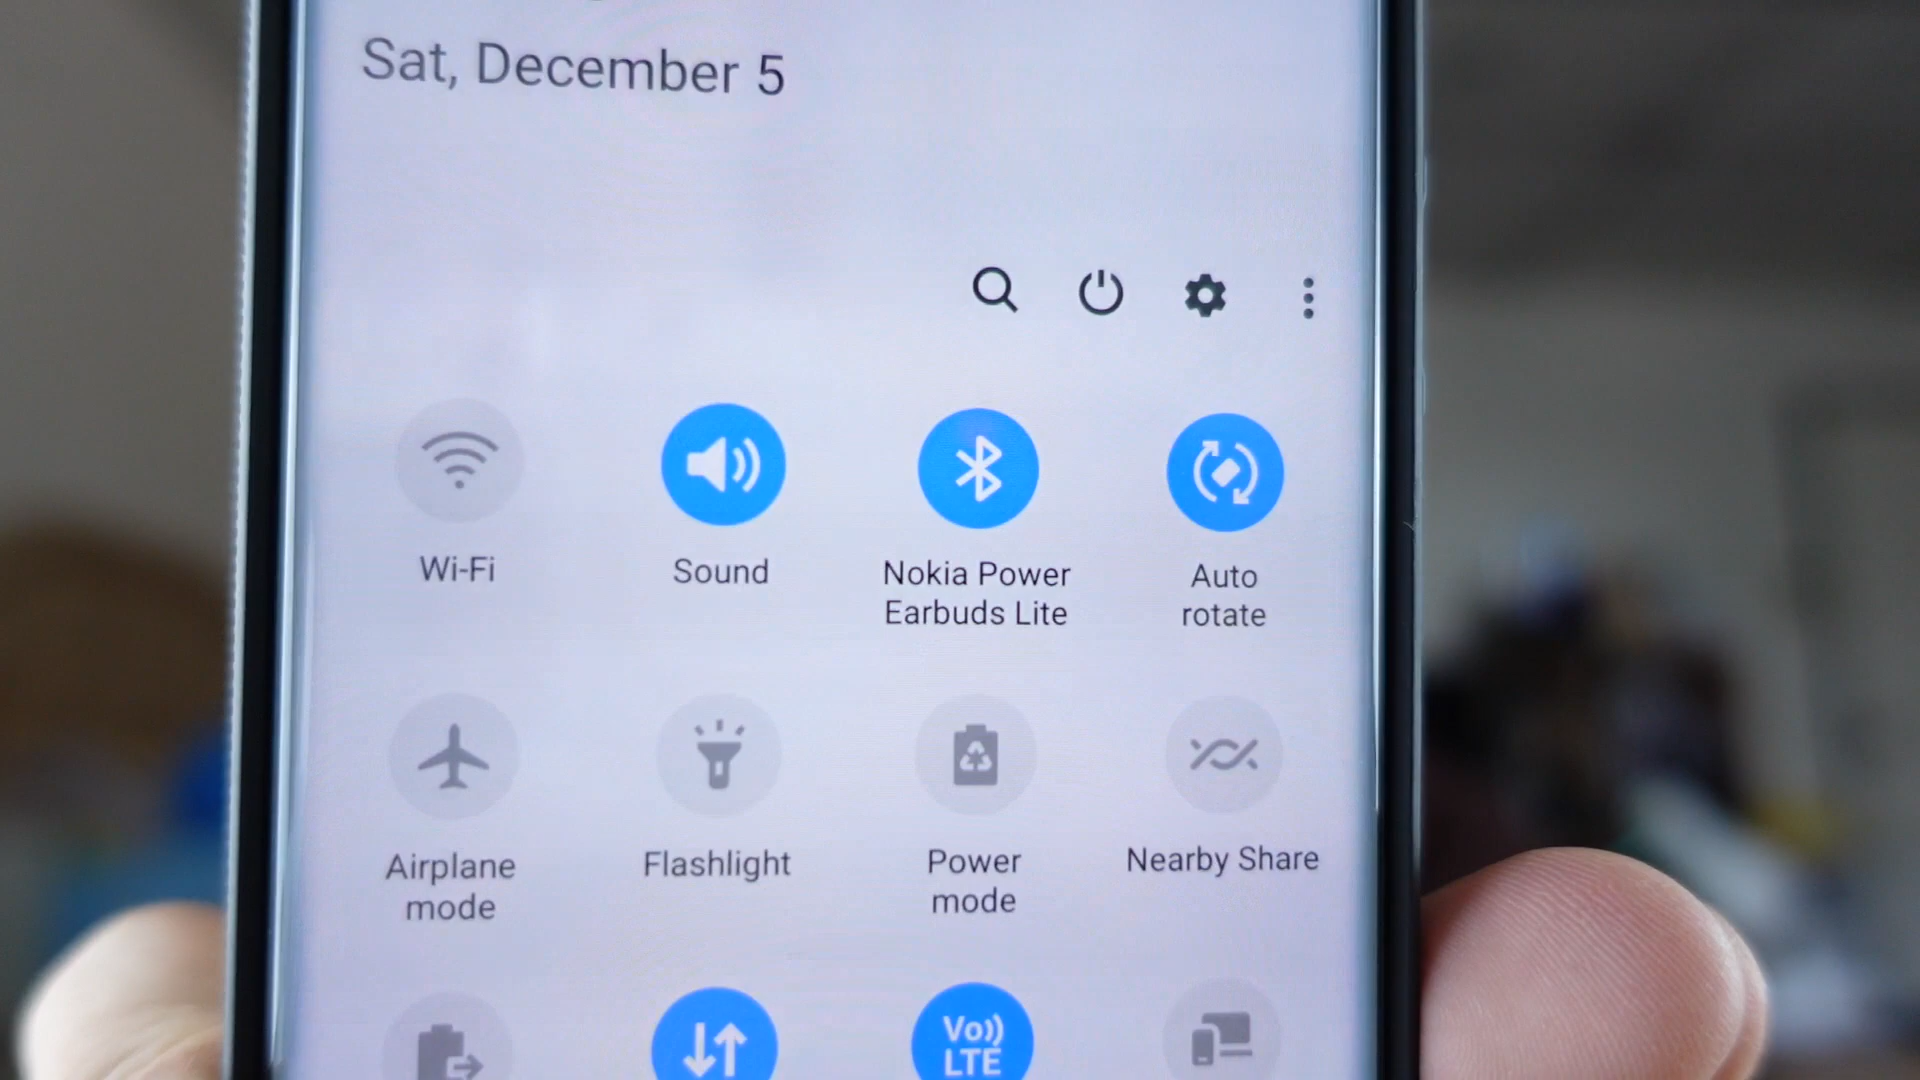 Sat, December 5
Wi-Fi
Sound
Nokia Power
Earbuds Lite
Auto
rotate
Airplane
mode
Flashlight
Power
mode
Nearby Share
Vo))
LTE